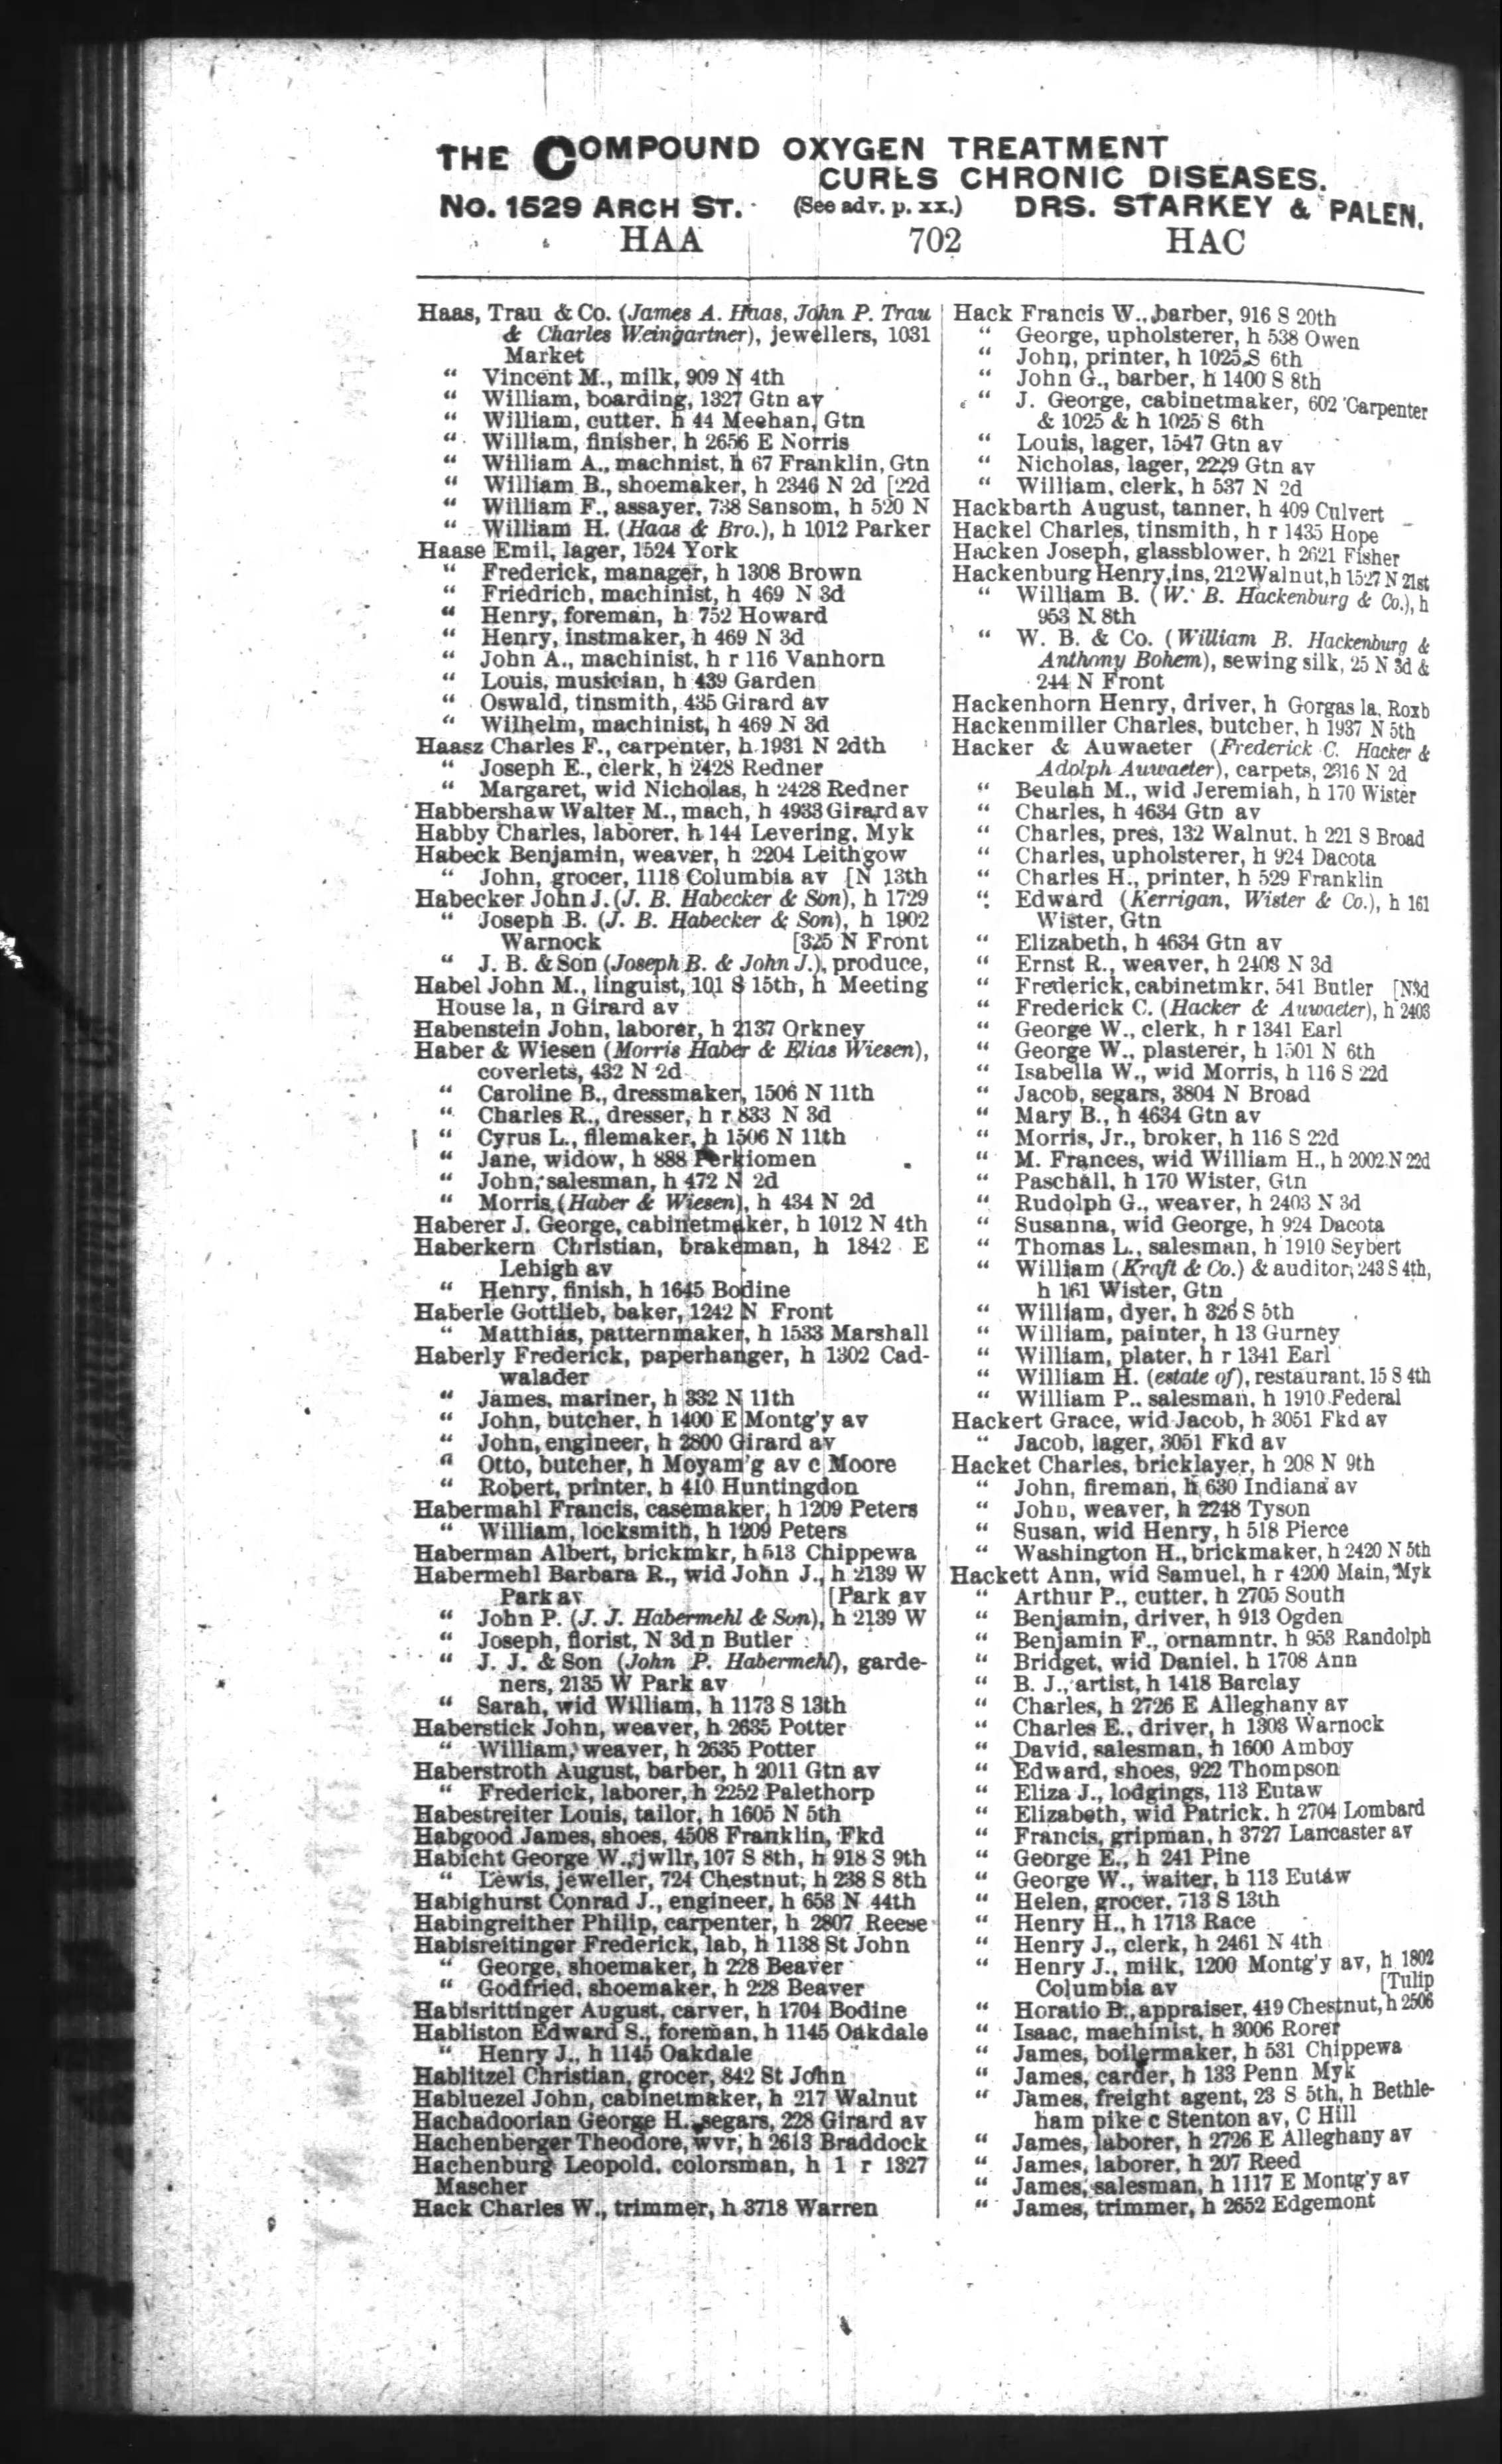 THE COMPOUND OXYGEN TREATMENT
CURES CHRONIC DISEASES.
No. 1529 ARCH ST. (See adv. p. xx.) DRS. STARKEY & PALEN.
HAA 702 HAC
Haas, Trau & Co. (James A. Haas, John P. Trau
& Charles Weingartner), jewellers, 1031
Market
“ Vincent M., milk, 909 N 4th
“ William, boarding, 1327 Gtn av
“ William, cutter, h 44 Meehan, Gtn
“ William, finisher, h 2656 E Norris
“ William A., machnist, h 67 Franklin, Gtn
“ William B., shoemaker, h 2346 N 2d [22d
“ William F., assayer, 738 Sansom, h 520 N
“ William H. (Haas & Bro.), h 1012 Parker
Haase Emil, lager, 1524 York
“ Frederick, manager, h 1308 Brown
“ Friedrich, machinist, h 469 N 3d
“ Henry, foreman, h 752 Howard
“ Henry, instmaker, h 469 N 3d
“ John A., machinist, h r 116 Vanhorn
“ Louis, musician, h 439 Garden
“ Oswald, tinsmith, 435 Girard av
“ Wilhelm, machinist, h 469 N 3d
Haasz Charles F., carpenter, h 1931 N 2dth
“ Joseph E., clerk, h 2428 Redner
“ Margaret, wid Nicholas, h 2428 Redner
Habbershaw Walter M., mach, h 4933 Girard av
Habby Charles, laborer, h 144 Levering, Myk
Habeck Benjamin, weaver, h 2204 Leithgow
“ John, grocer, 1118 Columbia av [N 13th
Habecker John J. (J. B. Habecker & Son), h 1729
“ Joseph B. (J. B. Habecker & Son), h 1902
Warnock [325 N Front
“ J. B. & Son (Joseph B. & John J.), produce,
Habel John M., linguist, 101 S 15th, h Meeting
House la, n Girard av
Habenstein John, laborer, h 2137 Orkney
Haber & Wiesen (Morris Haber & Elias Wiesen),
coverlets, 432 N 2d
“ Caroline B., dressmaker, 1506 N 11th
“ Charles R., dresser, h r 833 N 3d
“ Cyrus L., filemaker, h 1506 N 11th
“ Jane, widow, h 888 Perkiomen
“ John, salesman, h 472 N 2d
“ Morris (Haber & Wiesen), h 434 N 2d
Haberer J. George, cabinetmaker, h 1012 N 4th
Haberkern Christian, brakeman, h 1842 E
Lehigh av
“ Henry, finish, h 1645 Bodine
Haberle Gottlieb, baker, 1242 N Front
“ Matthias, patternmaker, h 1533 Marshall
Haberly Frederick, paperhanger, h 1302 Cad-
walader
“ James, mariner, h 332 N 11th
“ John, butcher, h 1400 E Montg'y av
“ John, engineer, h 2800 Girard av
“ Otto, butcher, h Moyam'g av c Moore
“ Robert, printer, h 410 Huntingdon
Habermahl Francis, casemaker, h 1209 Peters
“ William, locksmith, h 1209 Peters
Haberman Albert, brickmkr, h 513 Chippewa
Habermehl Barbara R., wid John J., h 2139 W
Park av [Park av
“ John P. (J. J. Habermehl & Son), h 2139 W
“ Joseph, florist, N 3d n Butler
“ J. J. & Son (John P. Habermehl), garde-
ners, 2135 W Park av
“ Sarah, wid William, h 1173 S 13th
Haberstick John, weaver, h 2635 Potter
“ William, weaver, h 2635 Potter
Haberstroth August, barber, h 2011 Gtn av
“ Frederick, laborer, h 2252 Palethorp
Habestreiter Louis, tailor, h 1605 N 5th
Habgood James, shoes, 4508 Franklin, Fkd
Habicht George W., jwllr, 107 S 8th, h 918 S 9th
“ Lewis, jeweller, 724 Chestnut, h 238 S 8th
Habighurst Conrad J., engineer, h 653 N 44th
Habingreither Philip, carpenter, h 2807 Reese
Habisreitinger Frederick, lab, h 1138 St John
“ George, shoemaker, h 228 Beaver
“ Godfried, shoemaker, h 228 Beaver
Habisrittinger August, carver, h 1704 Bodine
Habliston Edward S., foreman, h 1145 Oakdale
“ Henry J., h 1145 Oakdale
Hablitzel Christian, grocer, 842 St John
Habluezel John, cabinetmaker, h 217 Walnut
Hachadoorian George H., segars, 228 Girard av
Hachenberger Theodore, wvr, h 2613 Braddock
Hachenburg Leopold, colorsman, h 1 r 1327
Mascher
Hack Charles W., trimmer, h 3718 Warren
Hack Francis W., barber, 916 S 20th
“ George, upholsterer, h 538 Owen
“ John, printer, h 1025 S 6th
“ John G., barber, h 1400 S 8th
“ J. George, cabinetmaker, 602 Carpenter
& 1025 & h 1025 S 6th
“ Louis, lager, 1547 Gtn av
“ Nicholas, lager, 2229 Gtn av
“ William, clerk, h 537 N 2d
Hackbarth August, tanner, h 409 Culvert
Hackel Charles, tinsmith, h r 1435 Hope
Hacken Joseph, glassblower, h 2621 Fisher
Hackenburg Henry, ins, 212 Walnut, h 1527 N 21st
“ William B. (W. B. Hackenburg & Co.), h
953 N 8th
“ W. B. & Co. (William B. Hackenburg &
Anthony Bohem), sewing silk, 25 N 3d &
244 N Front
Hackenhorn Henry, driver, h Gorgas la, Roxb
Hackenmiller Charles, butcher, h 1937 N 5th
Hacker & Auwaeter (Frederick C. Hacker &
Adolph Auwaeter), carpets, 2316 N 2d
“ Beulah M., wid Jeremiah, h 170 Wister
“ Charles, h 4634 Gtn av
“ Charles, pres, 132 Walnut, h 221 S Broad
“ Charles, upholsterer, h 924 Dacota
“ Charles H., printer, h 529 Franklin
“ Edward (Kerrigan, Wister & Co.), h 161
Wister, Gtn
“ Elizabeth, h 4634 Gtn av
“ Ernst R., weaver, h 2403 N 3d
“ Frederick, cabinetmkr, 541 Butler [N 3d
“ Frederick C. (Hacker & Auwaeter), h 2403
“ George W., clerk, h r 1341 Earl
“ George W., plasterer, h 1501 N 6th
“ Isabella W., wid Morris, h 116 S 22d
“ Jacob, segars, 3804 N Broad
“ Mary B., h 4634 Gtn av
“ Morris, Jr., broker, h 116 S 22d
“ M. Frances, wid William H., h 2002 N 22d
“ Paschall, h 170 Wister, Gtn
“ Rudolph G., weaver, h 2403 N 3d
“ Susanna, wid George, h 924 Dacota
“ Thomas L., salesman, h 1910 Seybert
“ William (Kraft & Co.) & auditor, 243 S 4th,
h 161 Wister, Gtn
“ William, dyer, h 326 S 5th
“ William, painter, h 13 Gurney
“ William, plater, h r 1341 Earl
“ William H. (estate of), restaurant, 15 S 4th
“ William P., salesman, h 1910 Federal
Hackert Grace, wid Jacob, h 3051 Fkd av
“ Jacob, lager, 3051 Fkd av
Hacket Charles, bricklayer, h 208 N 9th
“ John, fireman, h 630 Indiana av
“ John, weaver, h 2248 Tyson
“ Susan, wid Henry, h 518 Pierce
“ Washington H., brickmaker, h 2420 N 5th
Hackett Ann, wid Samuel, h r 4200 Main, Myk
“ Arthur P., cutter, h 2705 South
“ Benjamin, driver, h 913 Ogden
“ Benjamin F., ornamntr, h 953 Randolph
“ Bridget, wid Daniel, h 1708 Ann
“ B. J., artist, h 1418 Barclay
“ Charles, h 2726 E Alleghany av
“ Charles E., driver, h 1303 Warnock
“ David, salesman, h 1600 Amboy
“ Edward, shoes, 922 Thompson
“ Eliza J., lodgings, 113 Eutaw
“ Elizabeth, wid Patrick, h 2704 Lombard
“ Francis, gripman, h 3727 Lancaster av
“ George E., h 241 Pine
“ George W., waiter, h 113 Eutaw
“ Helen, grocer, 713 S 13th
“ Henry H., h 1713 Race
“ Henry J., clerk, h 2461 N 4th
“ Henry J., milk, 1200 Montg'y av, h 1802
Columbia av [Tulip
“ Horatio B., appraiser, 419 Chestnut, h 2506
“ Isaac, machinist, h 3006 Rorer
“ James, boilermaker, h 531 Chippewa
“ James, carder, h 133 Penn Myk
“ James, freight agent, 23 S 5th, h Bethle-
ham pike c Stenton av, C Hill
“ James, laborer, h 2726 E Alleghany av
“ James, laborer, h 207 Reed
“ James, salesman, h 1117 E Montg'y av
“ James, trimmer, h 2652 Edgemont